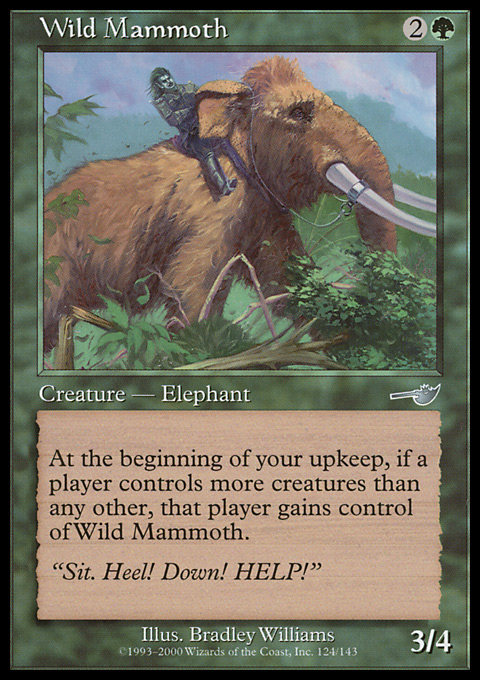 Wild Mammoth 2
Creature — Elephant
At the beginning of your upkeep, if a
player controls more creatures than
any other, that player gains control
of Wild Mammoth.
“Sit. Heel! Down! HELP!”
Illus. Bradley Williams
©1993–2000 Wizards of the Coast, Inc. 124/143
3/4